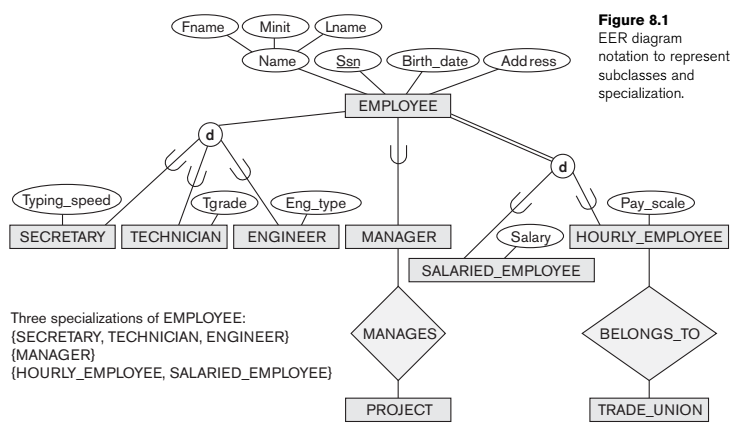 Fname
Minit
Lname
Name
Ssn
Birth_date
Address
EMPLOYEE
Figure 8.1
EER diagram
notation to represent
subclasses and
specialization.
d
d
Typing_speed
Tgrade
Eng_type
Pay_scale
SECRETARY
TECHNICIAN
ENGINEER
MANAGER
Salary
HOURLY_EMPLOYEE
SALARIED_EMPLOYEE
Three specializations of EMPLOYEE:
{SECRETARY, TECHNICIAN, ENGINEER}
{MANAGER}
{HOURLY_EMPLOYEE, SALARIED_EMPLOYEE}
MANAGES
BELONGS_TO
PROJECT
TRADE_UNION